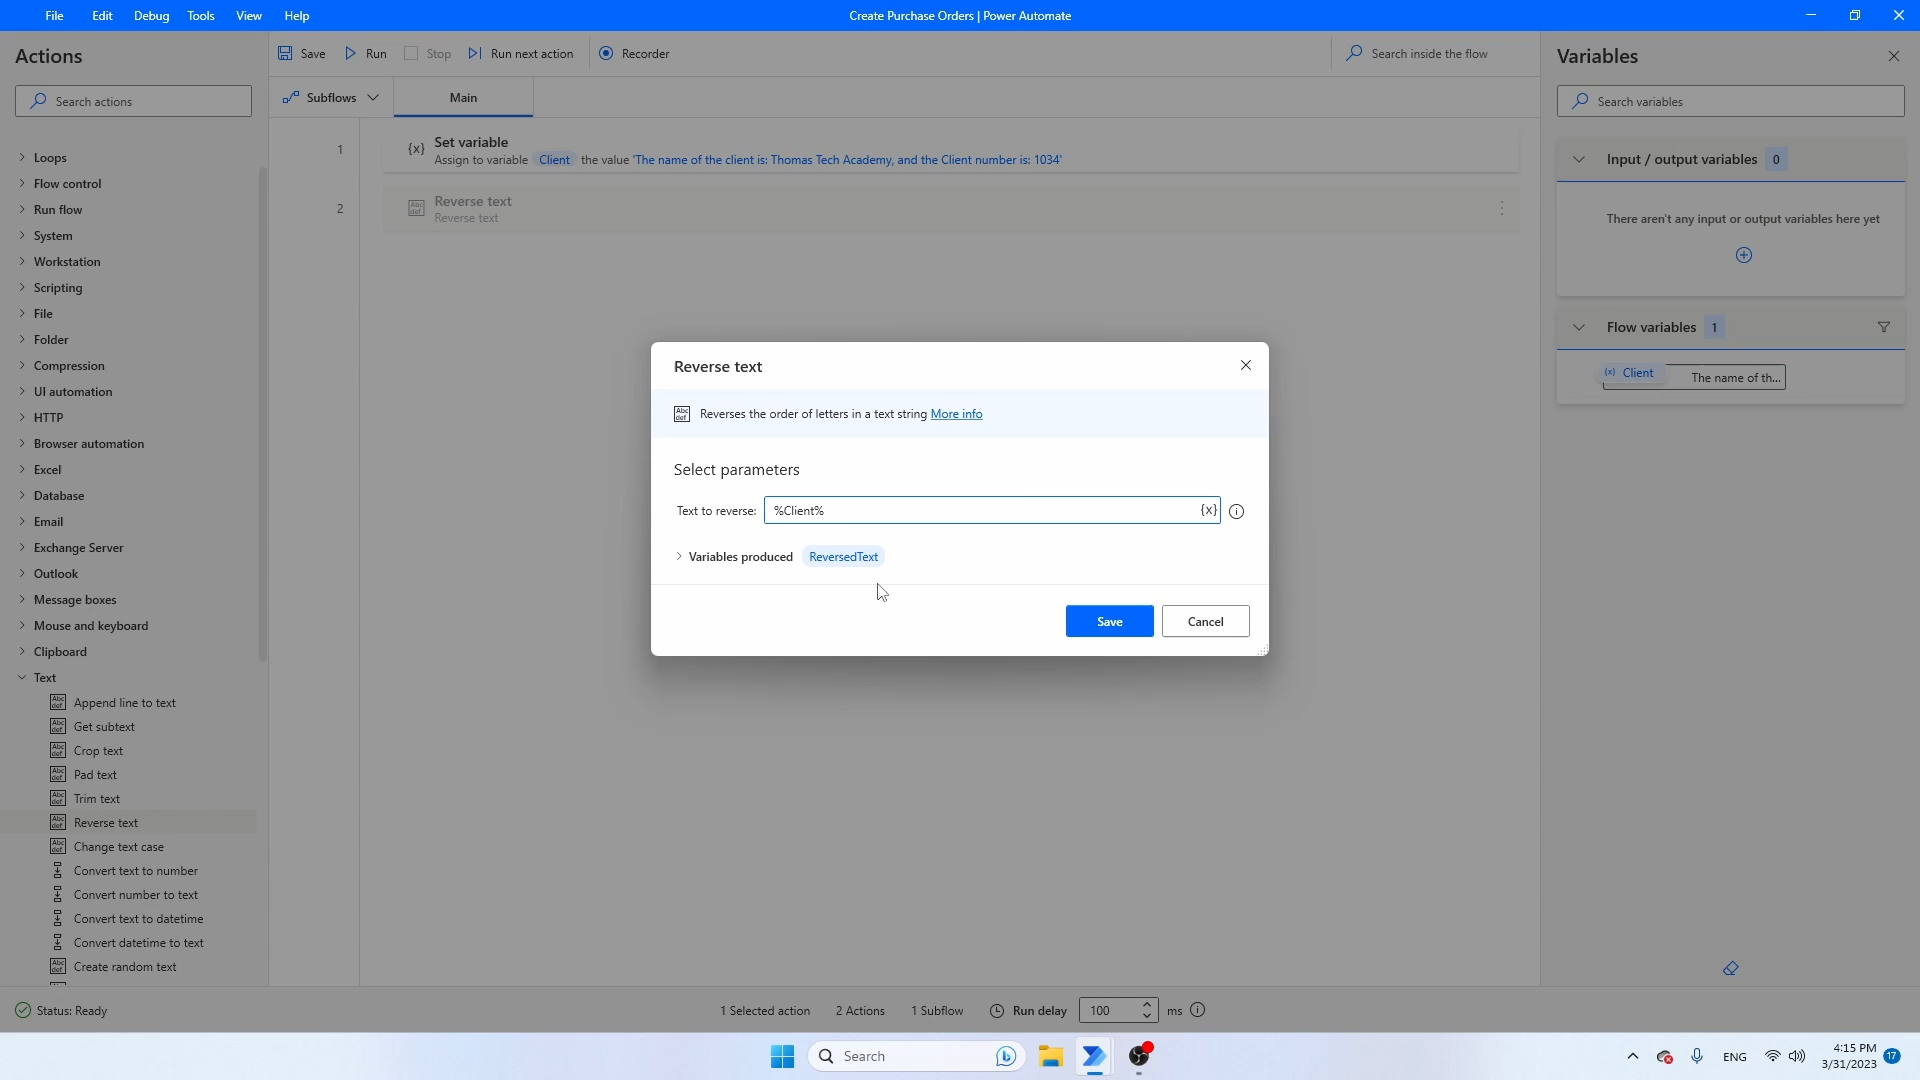 File Edit Debug Tools View Help
Create Purchase Orders | Power Automate
Actions
Search actions
Loops
Flow control
Run flow
System
Workstation
Scripting
File
Folder
Compression
UI automation
HTTP
Browser automation
Excel
Database
Email
Exchange Server
Outlook
Message boxes
Mouse and keyboard
Clipboard
Text
Append line to text
Get subtext
Crop text
Pad text
Trim text
Reverse text
Change text case
Convert text to number
Convert number to text
Convert text to datetime
Convert datetime to text
Create random text
Save Run Stop Run next action Recorder
Search inside the flow
Subflows Main
1
{x} Set variable
Assign to variable Client the value 'The name of the client is: Thomas Tech Academy, and the Client number is: 1034'
2
Abc def Reverse text
Reverse text
Reverse text
Reverses the order of letters in a text string More info
Select parameters
Text to reverse: %Client% {x}
Variables produced ReversedText
Save Cancel
Variables
Search variables
Input / output variables 0
There aren't any input or output variables here yet
Flow variables 1
(x) Client The name of th...
Status: Ready 1 Selected action 2 Actions 1 Subflow Run delay 100 ms
Search
ENG
4:15 PM
3/31/2023
17